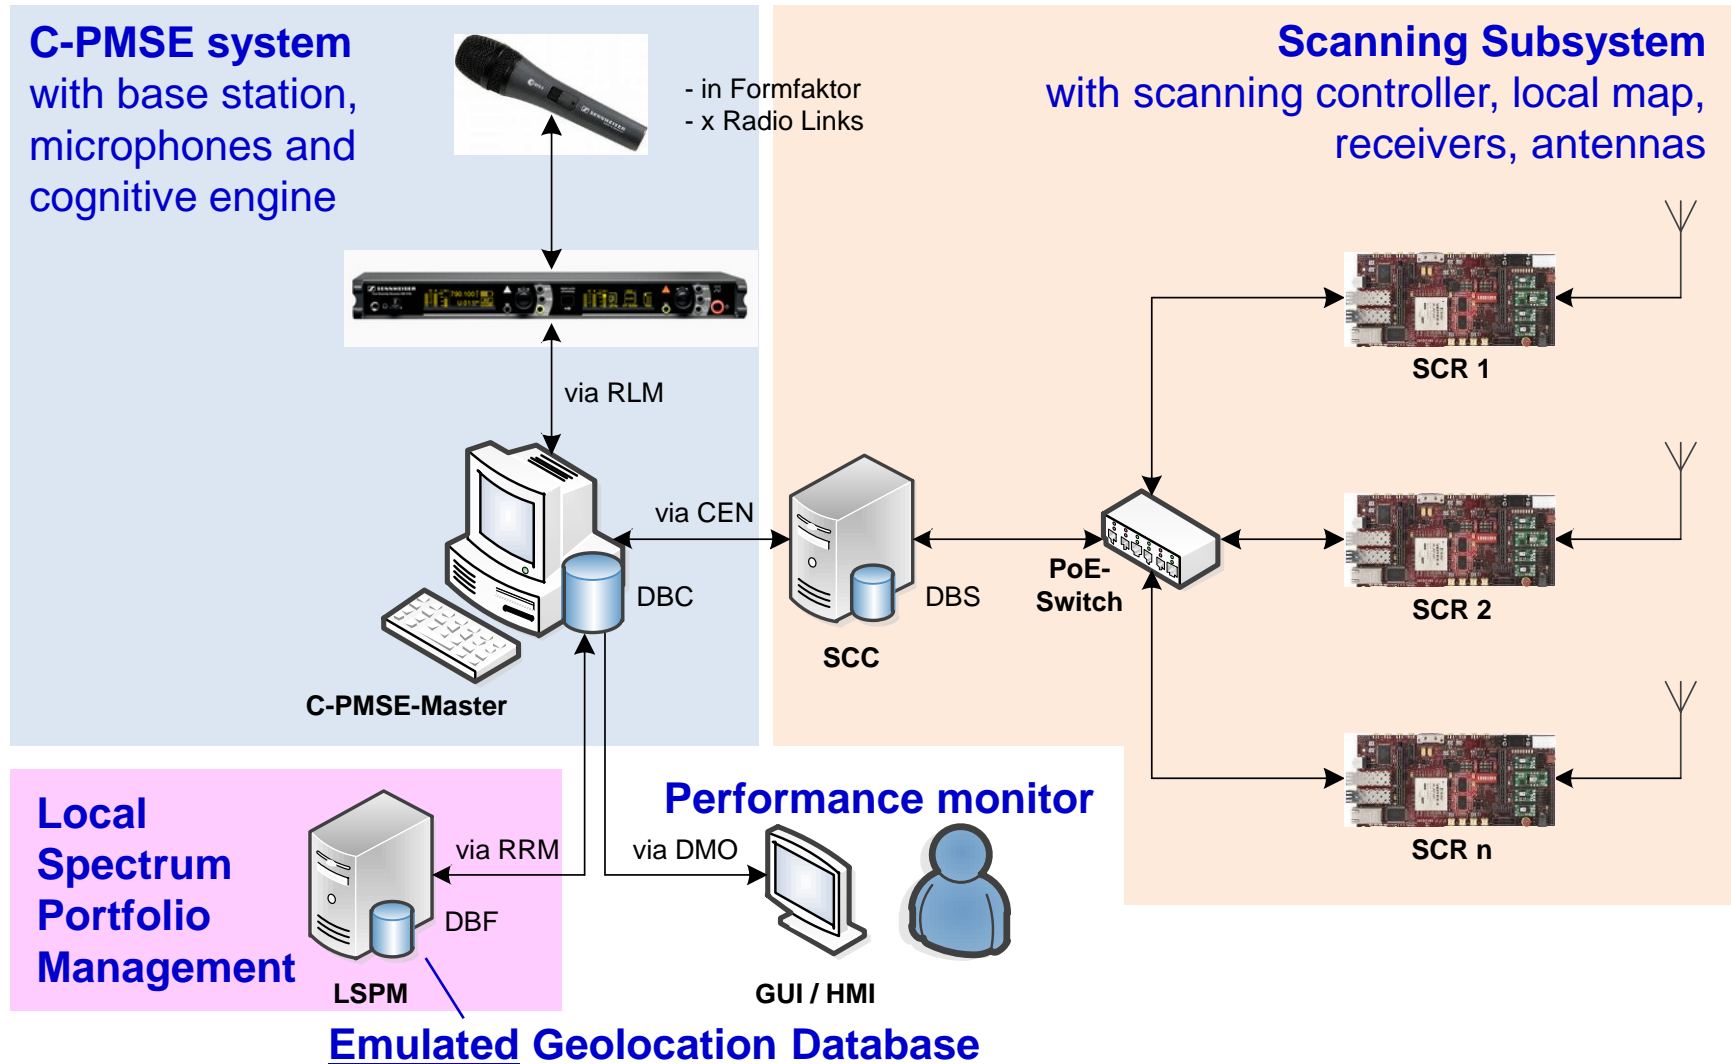 C-PMSE system
with base station,
microphones and
cognitive engine
- in Formfaktor
- x Radio Links
Scanning Subsystem
with scanning controller, local map,
receivers, antennas
SENNHEISER
via RLM
SCR 1
via CEN
DBC
DBS
SCC
PoE-
Switch
SCR 2
C-PMSE-Master
SCR n
Local
Spectrum
Portfolio
Management
via RRM
DBF
LSPM
Performance monitor
via DMO
GUI / HMI
Emulated Geolocation Database